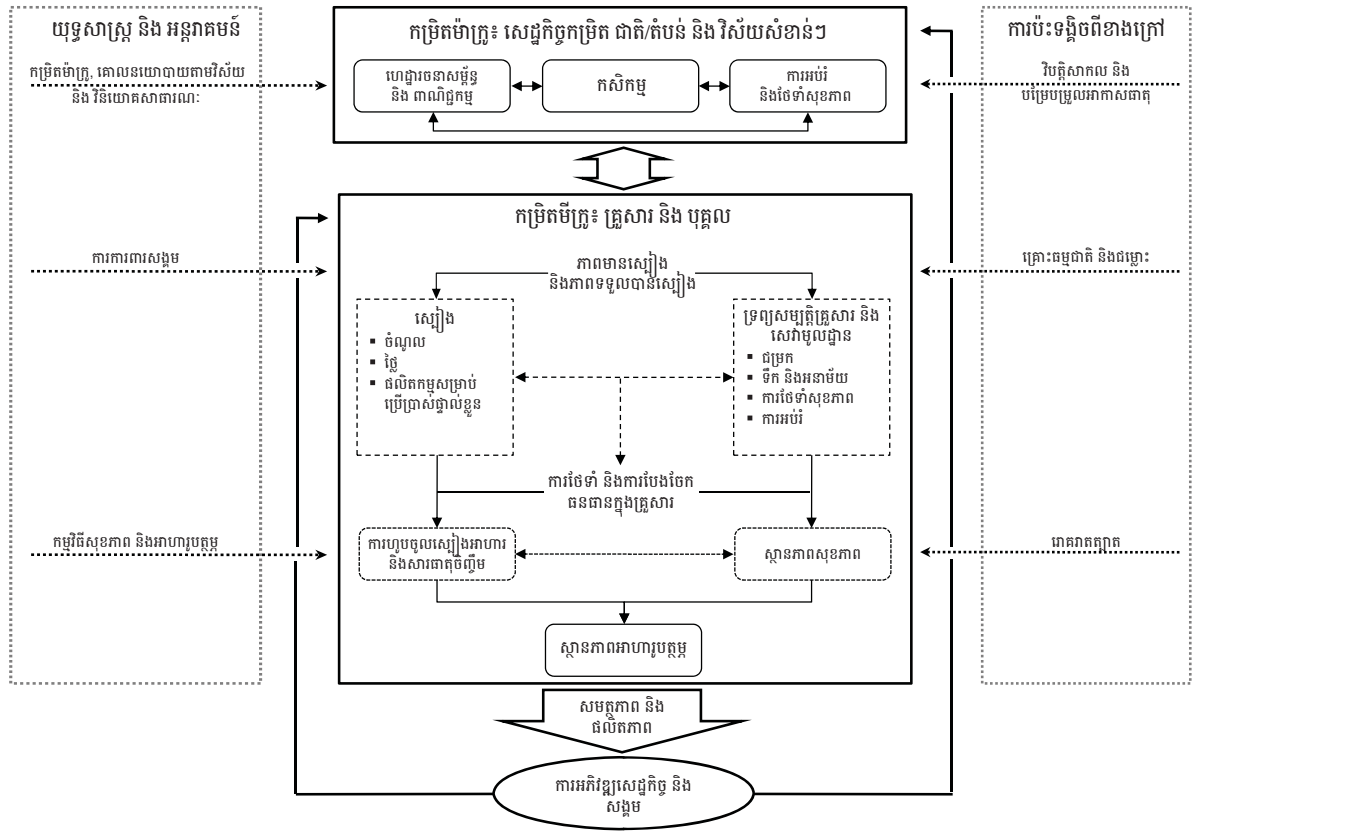 យុទ្ធសាស្ត្រ និង អន្តរាគមន៍
កម្រិតម៉ាក្រូ, គោលនយោបាយតាមវិស័យ
និង វិនិយោគសាធារណៈ
ការការពារសង្គម
កម្មវិធីសុខភាព និងអាហារូបត្ថម្ភ
កម្រិតម៉ាក្រូ៖ សេដ្ឋកិច្ចកម្រិត ជាតិ/តំបន់ និង វិស័យសំខាន់ៗ
ហេដ្ឋារចនាសម្ព័ន្ធ
និង ពាណិជ្ជកម្ម
កសិកម្ម
ការអប់រំ
និងថែទាំសុខភាព
កម្រិតមីក្រូ៖ គ្រួសារ និង បុគ្គល
ភាពមានស្បៀង
និងភាពទទួលបានស្បៀង
ស្បៀង
▪ ចំណូល
▪ ថ្លៃ
▪ ផលិតកម្មសម្រាប់
ប្រើប្រាស់ផ្ទាល់ខ្លួន
ទ្រព្យសម្បត្តិគ្រួសារ និង
សេវាមូលដ្ឋាន
▪ ជម្រក
▪ ទឹក និងអនាម័យ
▪ ការថែទាំសុខភាព
▪ ការអប់រំ
ការថែទាំ និងការបែងចែក
ធនធានក្នុងគ្រួសារ
ការហូបចូលស្បៀងអាហារ
និងសារធាតុចិញ្ចឹម
ស្ថានភាពសុខភាព
ស្ថានភាពអាហារូបត្ថម្ភ
សមត្ថភាព និង
ផលិតភាព
ការអភិវឌ្ឍសេដ្ឋកិច្ច និង
សង្គម
ការប៉ះទង្គិចពីខាងក្រៅ
វិបត្តិសាកល និង
បម្រែបម្រួលអាកាសធាតុ
គ្រោះធម្មជាតិ និងជម្លោះ
រោគរាតត្បាត